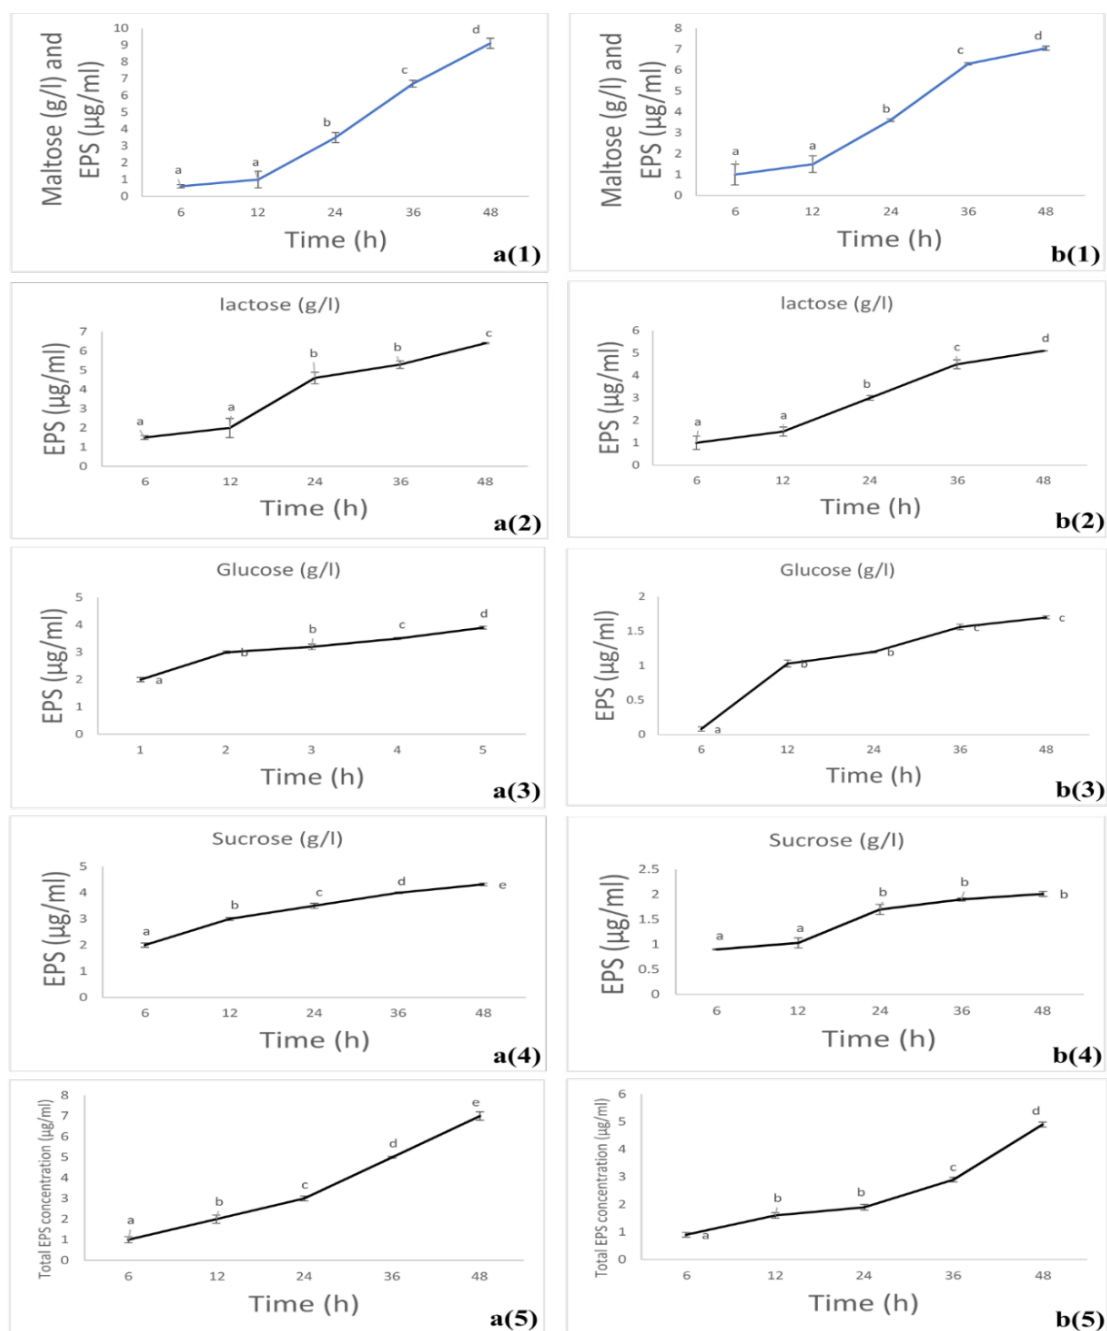 Maltose (g/l) and
EPS (µg/ml)
10
9
8
7
6
5
4
3
2
1
0
a
a
b
c
d
6 12 24 36 48
Time (h)
a(1)
Maltose (g/l) and
EPS (µg/ml)
8
7
6
5
4
3
2
1
0
a
a
b
c
d
6 12 24 36 48
Time (h)
b(1)
lactose (g/l)
EPS (µg/ml)
7
6
5
4
3
2
1
0
a
a
b
b
c
6 12 24 36 48
Time (h)
a(2)
lactose (g/l)
EPS (µg/ml)
6
5
4
3
2
1
0
a
a
b
c
d
6 12 24 36 48
Time (h)
b(2)
Glucose (g/l)
EPS (µg/ml)
5
4
3
2
1
0
a
b
b
c
d
1 2 3 4 5
Time (h)
a(3)
Glucose (g/l)
EPS (µg/ml)
2
1.5
1
0.5
0
a
b
b
c
c
6 12 24 36 48
Time (h)
b(3)
Sucrose (g/l)
EPS (µg/ml)
5
4
3
2
1
0
a
b
c
d
e
6 12 24 36 48
Time (h)
a(4)
Sucrose (g/l)
EPS (µg/ml)
2.5
2
1.5
1
0.5
0
a
a
b
b
b
6 12 24 36 48
Time (h)
b(4)
Total EPS concentration (µg/ml)
8
7
6
5
4
3
2
1
0
a
b
c
d
e
6 12 24 36 48
Time (h)
a(5)
Total EPS concentration (µg/ml)
6
5
4
3
2
1
0
a
b
b
c
d
6 12 24 36 48
Time (h)
b(5)